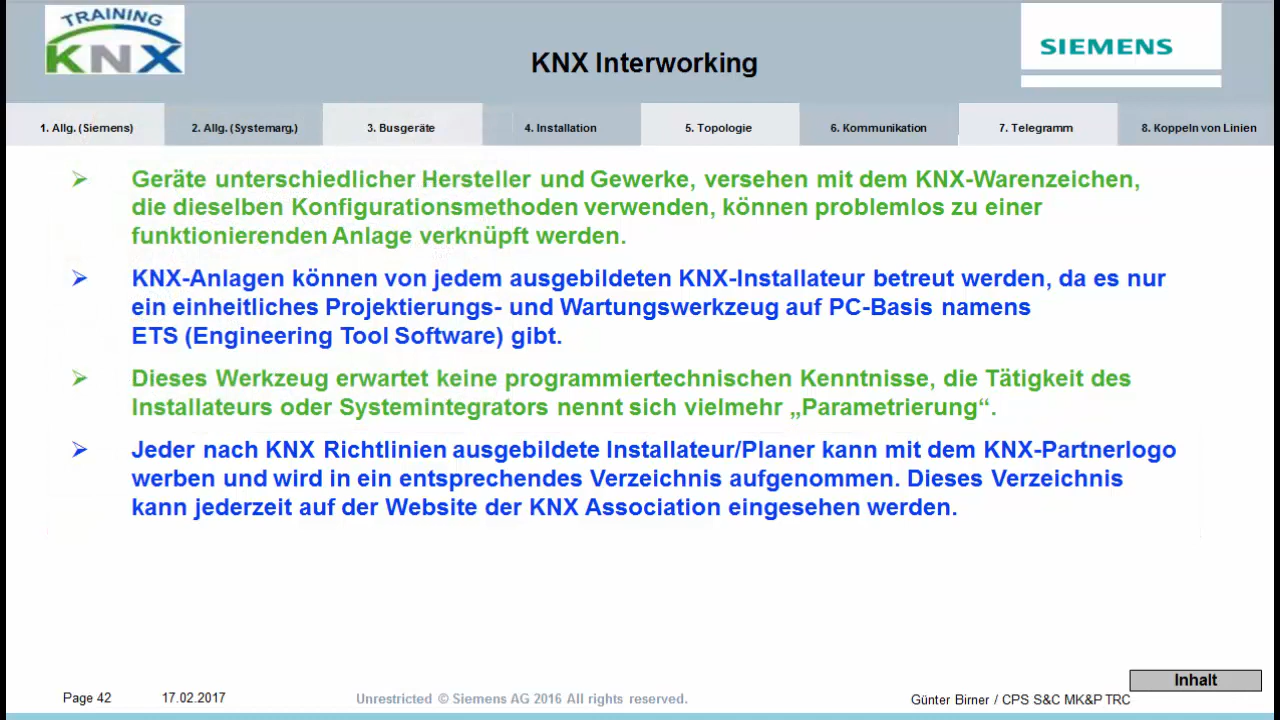 TRAINING
KNX
KNX Interworking
SIEMENS
1. Allg. (Siemens) 2. Allg. (Systemarg.) 3. Busgeräte 4. Installation 5. Topologie 6. Kommunikation 7. Telegramm 8. Koppeln von Linien
Geräte unterschiedlicher Hersteller und Gewerke, versehen mit dem KNX-Warenzeichen,
die dieselben Konfigurationsmethoden verwenden, können problemlos zu einer
funktionierenden Anlage verknüpft werden.
KNX-Anlagen können von jedem ausgebildeten KNX-Installateur betreut werden, da es nur
ein einheitliches Projektierungs- und Wartungswerkzeug auf PC-Basis namens
ETS (Engineering Tool Software) gibt.
Dieses Werkzeug erwartet keine programmiertechnischen Kenntnisse, die Tätigkeit des
Installateurs oder Systemintegrators nennt sich vielmehr „Parametrierung“.
Jeder nach KNX Richtlinien ausgebildete Installateur/Planer kann mit dem KNX-Partnerlogo
werben und wird in ein entsprechendes Verzeichnis aufgenommen. Dieses Verzeichnis
kann jederzeit auf der Website der KNX Association eingesehen werden.
Inhalt
Page 42 17.02.2017 Unrestricted © Siemens AG 2016 All rights reserved. Günter Birner / CPS S&C MK&P TRC